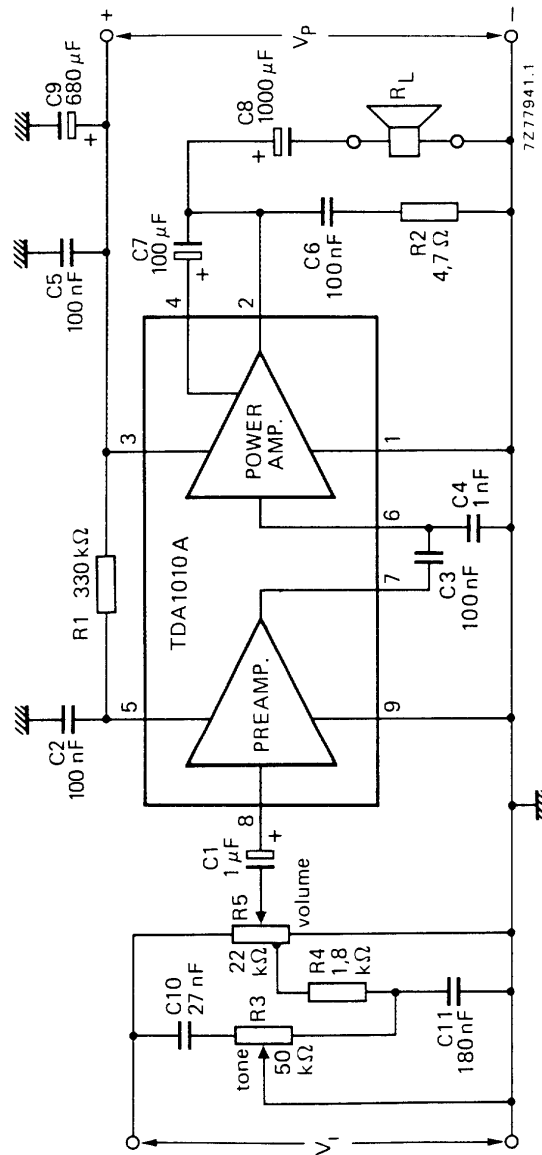 V_I
tone
50
kΩ
R3
C10
27 nF
R4
1,8
kΩ
C11
180 nF
R5
22
kΩ
volume
C1
1 μF
+
8
C2
100
nF
R1
330 kΩ
5
PREAMP.
9
TDA1010A
7
C3
100 nF
6
C4
1 nF
3
POWER
AMP.
1
4
2
C5
100 nF
C7
100 μF
+
C6
100 nF
R2
4,7 Ω
C9
680 μF
+
C8
1000 μF
+
R_L
+
V_P
−
7Z77941.1